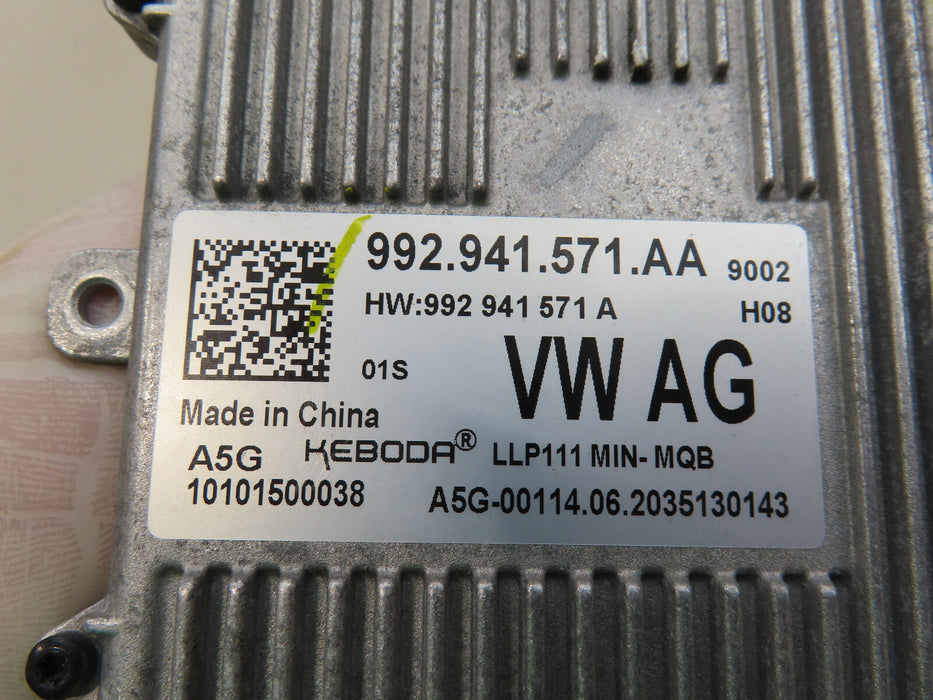 992.941.571.AA 9002
HW:992 941 571 A H08
01S VW AG
Made in China
A5G KEBODA® LLP111 MIN- MQB
10101500038 A5G-00114.06.2035130143